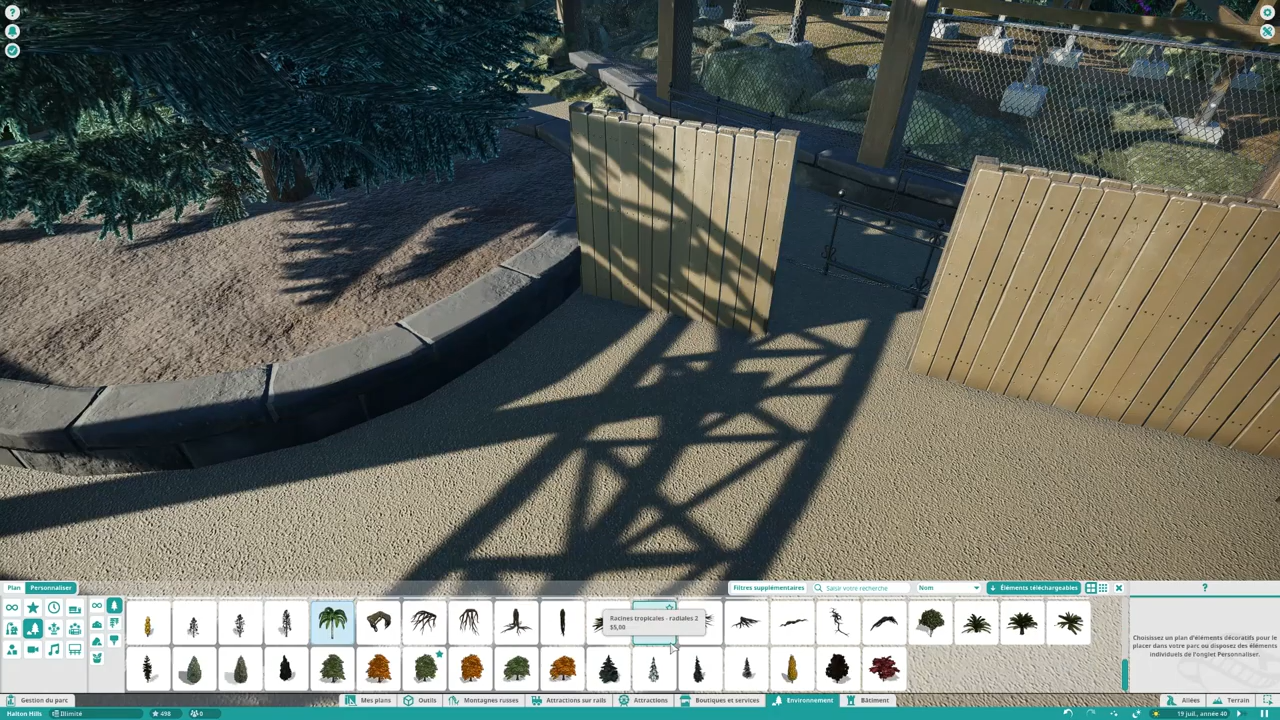 ?
Plan
Personnaliser
Filtres supplémentaires
Saisir votre recherche
Nom
Éléments téléchargeables
?
Racines tropicales - radiales 2
$5,00
Choisissez un plan d'éléments décoratifs pour le placer dans votre parc ou disposez des éléments individuels de l'onglet Personnaliser.
Gestion du parc
Mes plans
Outils
Montagnes russes
Attractions sur rails
Attractions
Boutiques et services
Environnement
Bâtiment
Allées
Terrain
Halton Hills
Illimité
498
0
19 juil., année 40